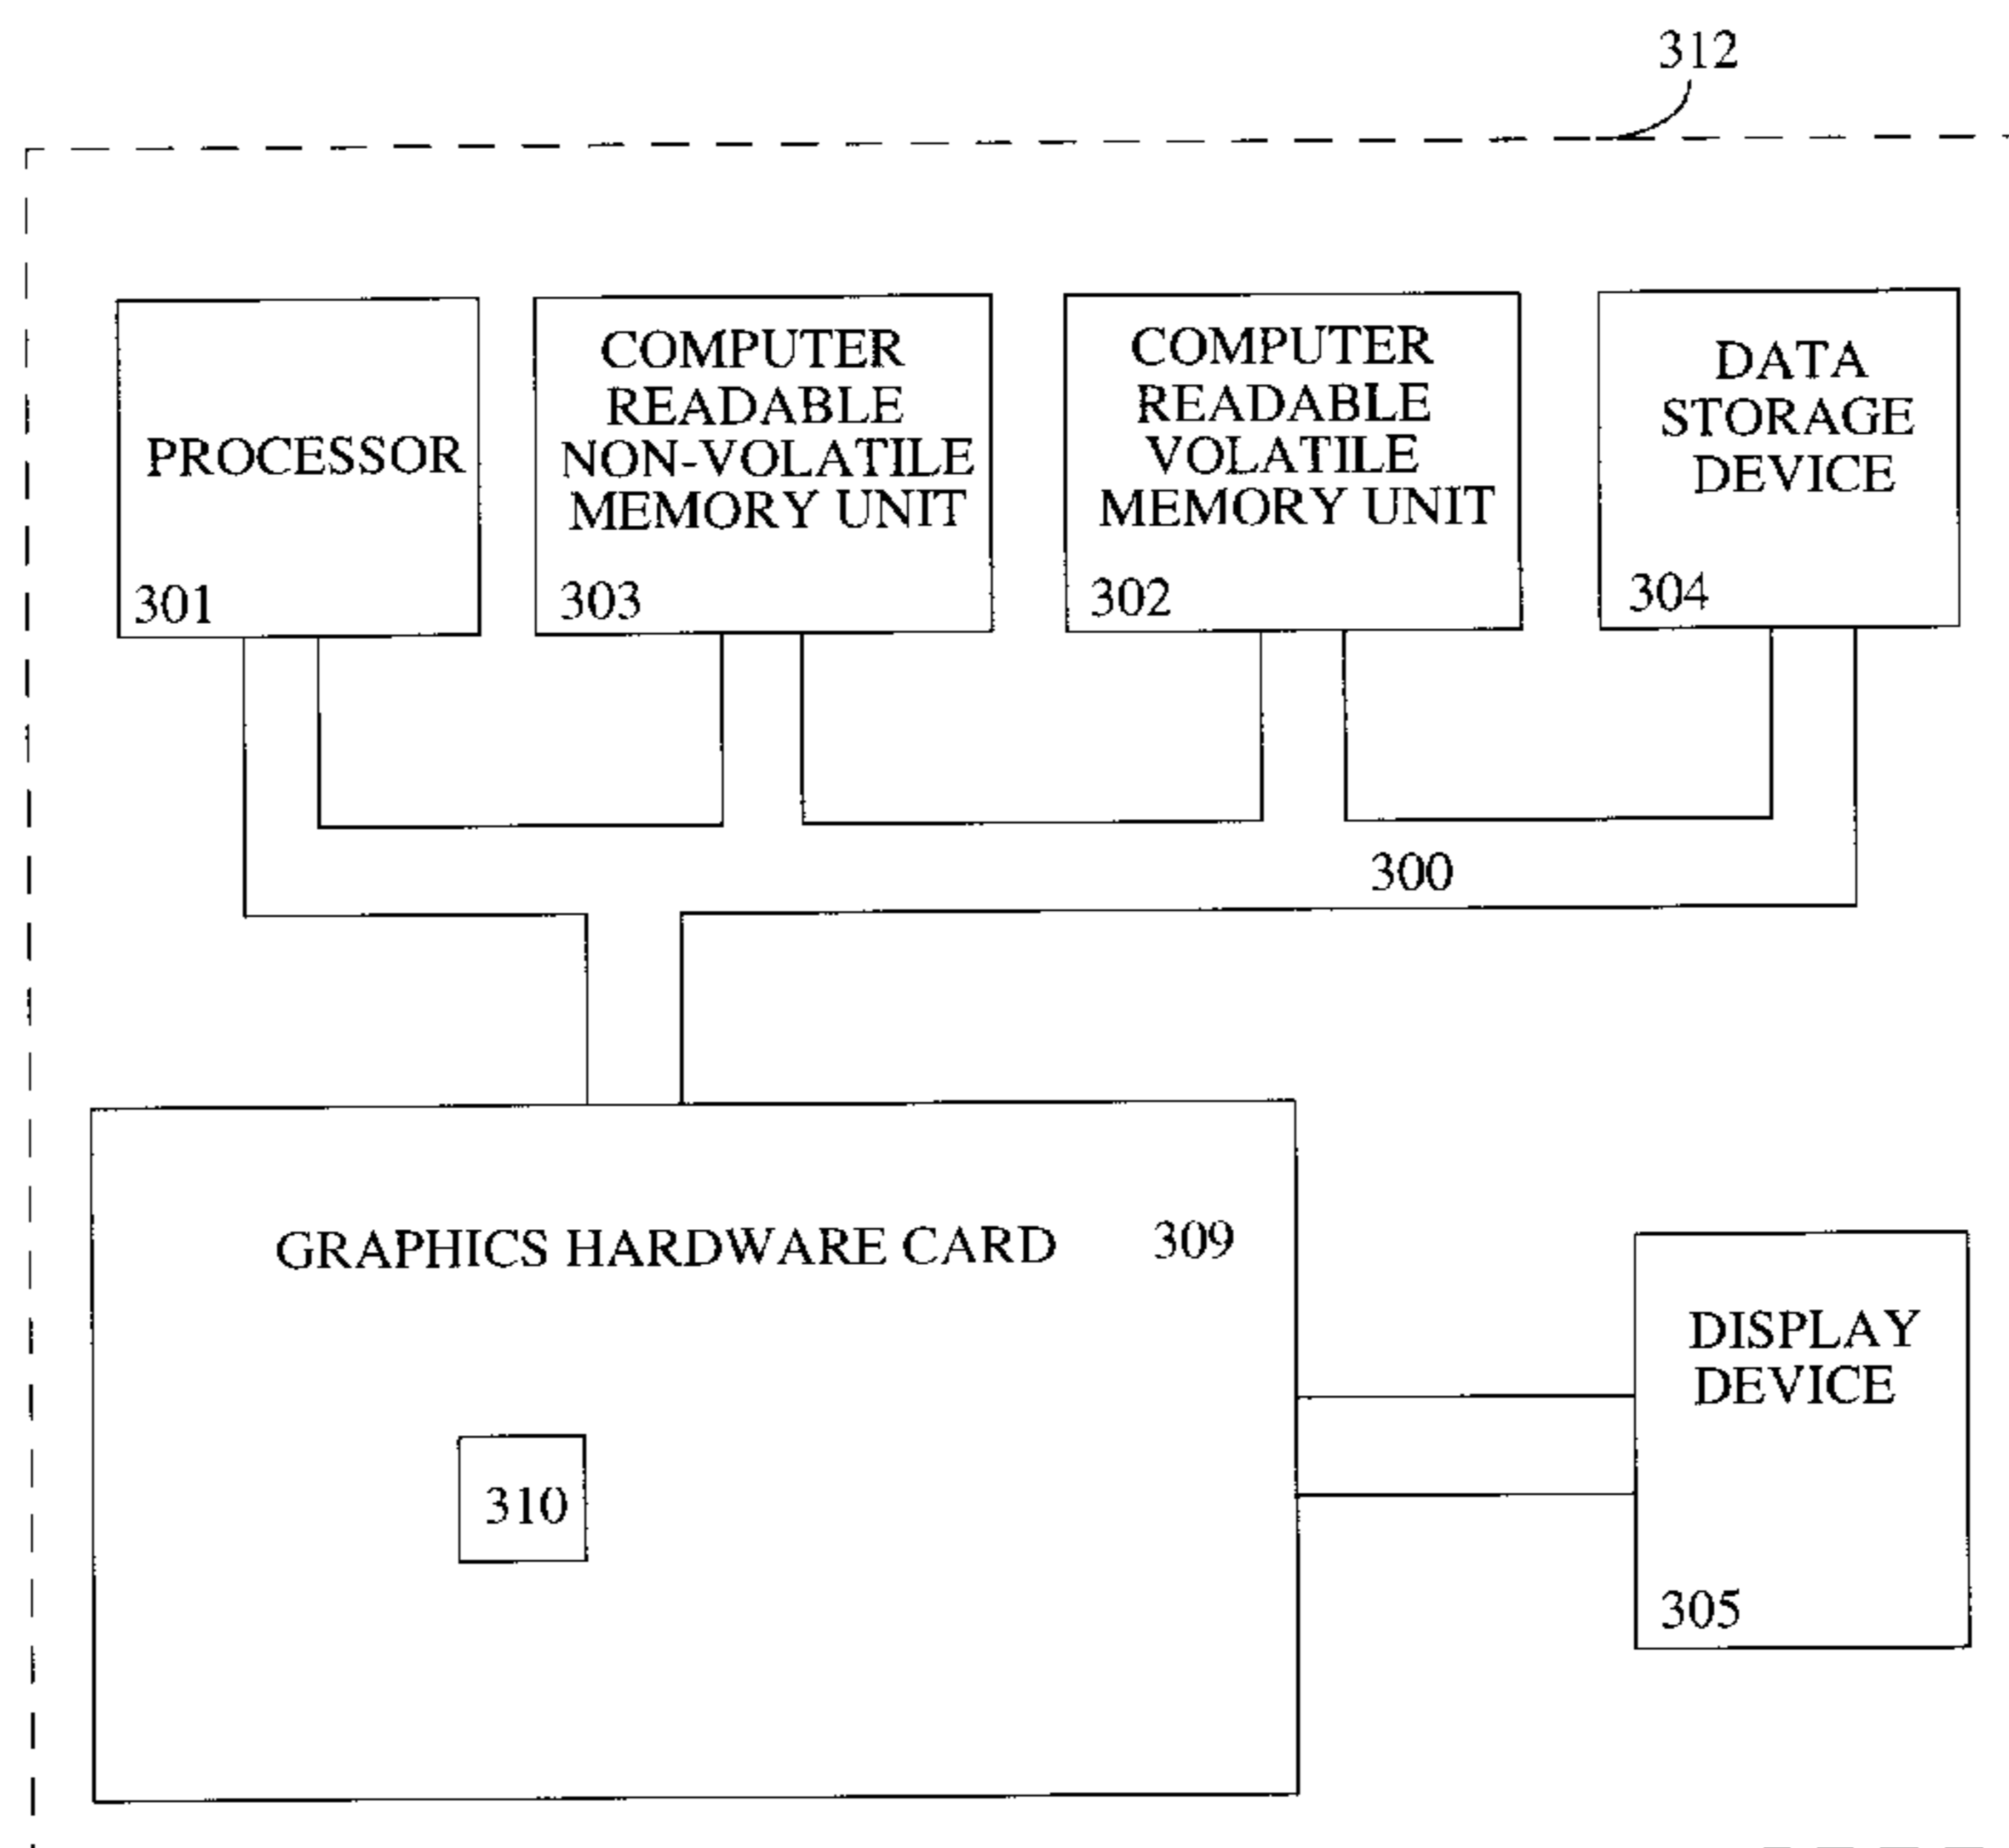 312
PROCESSOR
301
COMPUTER
READABLE
NON-VOLATILE
MEMORY UNIT
303
COMPUTER
READABLE
VOLATILE
MEMORY UNIT
302
DATA
STORAGE
DEVICE
304
300
GRAPHICS HARDWARE CARD 309
310
DISPLAY
DEVICE
305